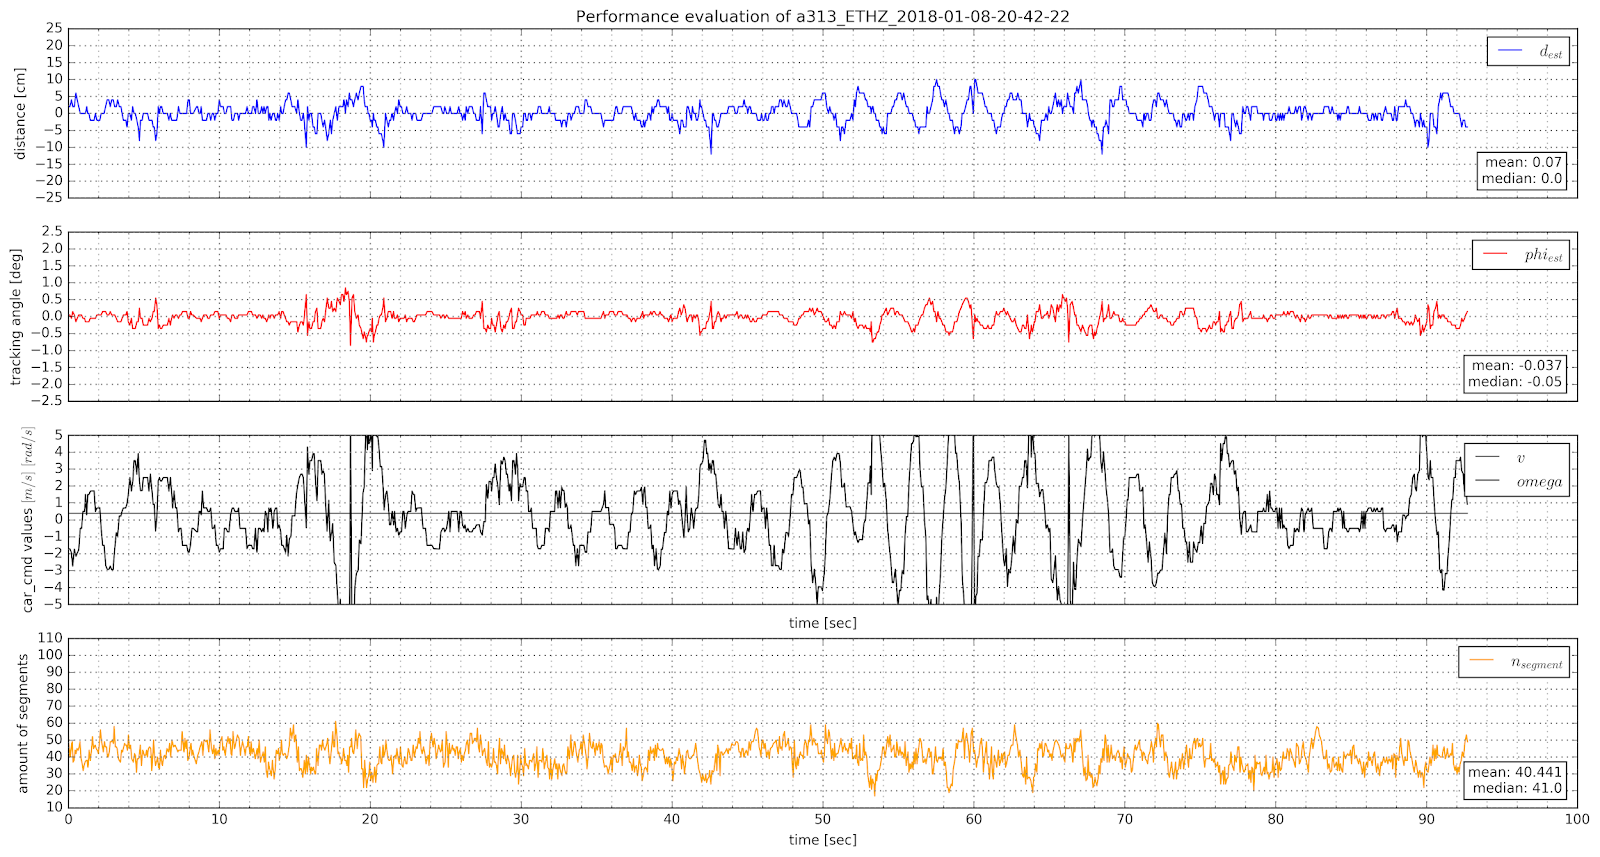 Performance evaluation of a313_ETHZ_2018-01-08-20-42-22
25
20
15
10
5
0
−5
−10
−15
−20
−25
distance [cm]
d_est
mean: 0.07
median: 0.0
2.5
2.0
1.5
1.0
0.5
0.0
−0.5
−1.0
−1.5
−2.0
−2.5
tracking angle [deg]
phi_est
mean: -0.037
median: -0.05
5
4
3
2
1
0
−1
−2
−3
−4
−5
car_cmd values [m/s] [rad/s]
v
omega
time [sec]
110
100
90
80
70
60
50
40
30
20
10
amount of segments
n_segment
mean: 40.441
median: 41.0
0 10 20 30 40 50 60 70 80 90 100
time [sec]